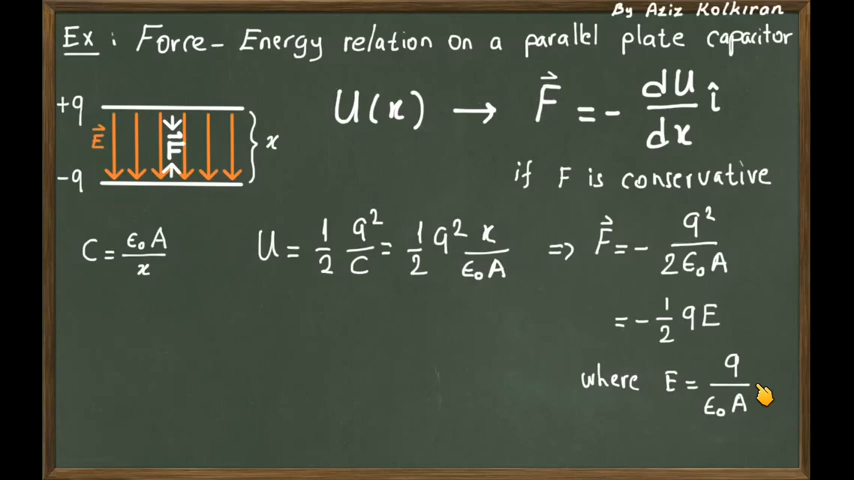 By Aziz Kolkıran
Ex : Force - Energy relation on a parallel plate capacitor
+q
-q
E⃗
F⃗
x
U(x) → F⃗ = - dU/dx î
if F is conservative
C = ε₀A/x
U = 1/2 q²/C = 1/2 q² x/ε₀A ⇒ F⃗ = - q²/2ε₀A
= - 1/2 qE
where E = q/ε₀A